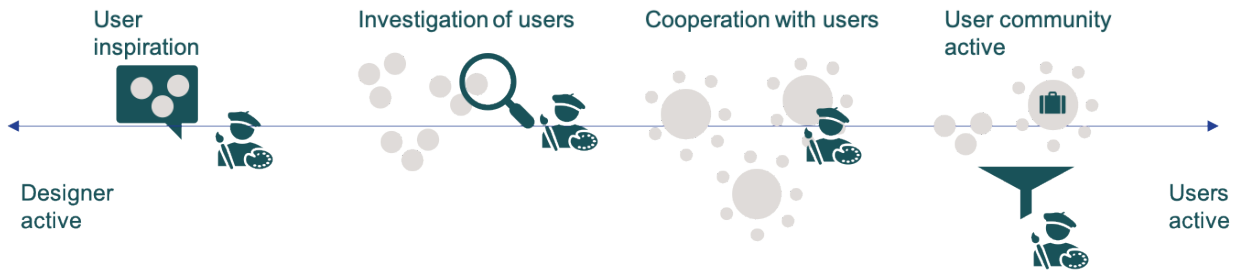 User
inspiration
Investigation of users
Cooperation with users
User community
active
Designer
active
Users
active